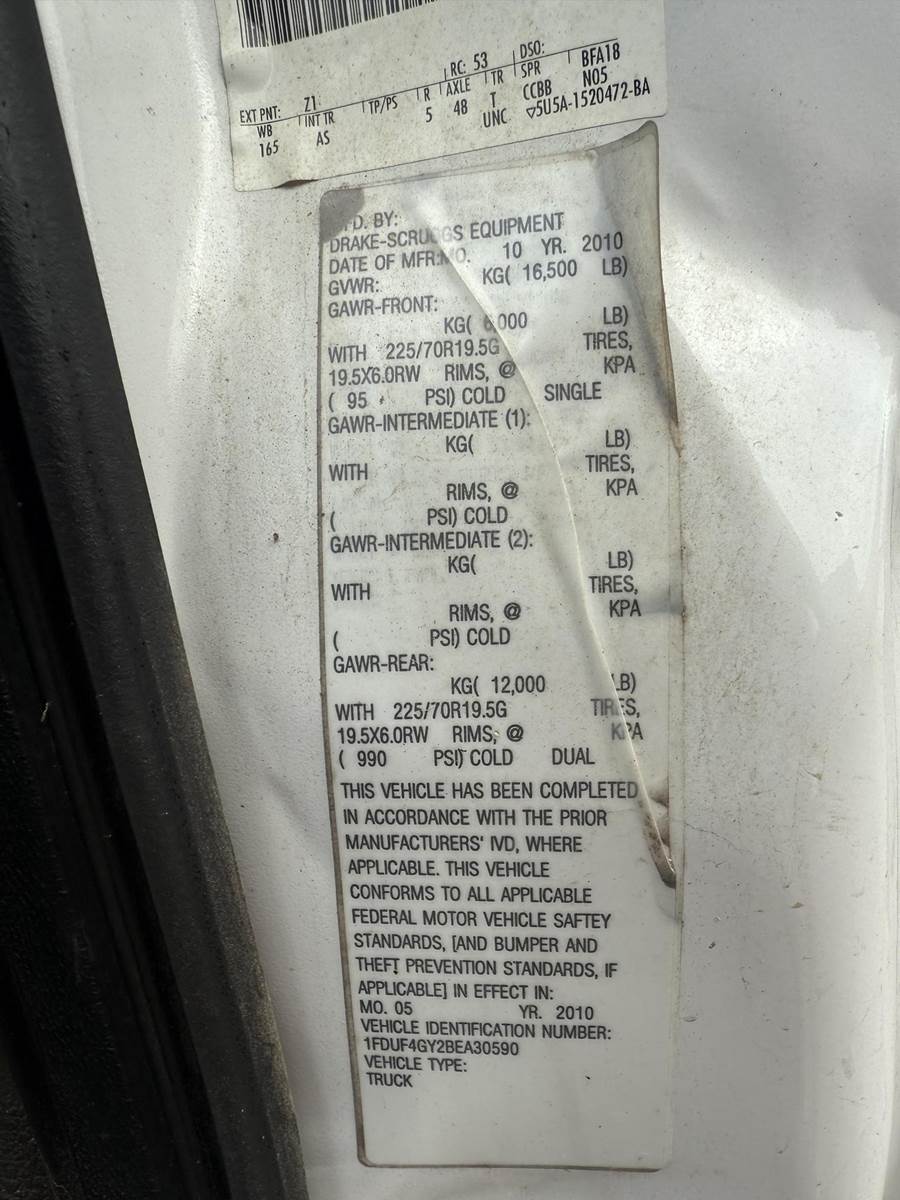 RC: 53 DSO:
EXT PNT: Z1
WB INT TR TP/PS R AXLE TR SPR BFA18
165 AS 5 48 T CCBB N05
UNC ▽5U5A-1520472-BA
D. BY:
DRAKE-SCRUGGS EQUIPMENT
DATE OF MFR:MO. 10 YR. 2010
GVWR: KG( 16,500 LB)
GAWR-FRONT:
KG( 6,000 LB)
WITH 225/70R19.5G TIRES,
19.5X6.0RW RIMS, @ KPA
( 95 PSI) COLD SINGLE
GAWR-INTERMEDIATE (1):
KG( LB)
WITH TIRES,
RIMS, @ KPA
( PSI) COLD
GAWR-INTERMEDIATE (2):
KG( LB)
WITH TIRES,
RIMS, @ KPA
( PSI) COLD
GAWR-REAR:
KG( 12,000 LB)
WITH 225/70R19.5G TIRES,
19.5X6.0RW RIMS, @ KPA
( 990 PSI) COLD DUAL
THIS VEHICLE HAS BEEN COMPLETED
IN ACCORDANCE WITH THE PRIOR
MANUFACTURERS' IVD, WHERE
APPLICABLE. THIS VEHICLE
CONFORMS TO ALL APPLICABLE
FEDERAL MOTOR VEHICLE SAFTEY
STANDARDS, [AND BUMPER AND
THEFT PREVENTION STANDARDS, IF
APPLICABLE] IN EFFECT IN:
MO. 05 YR. 2010
VEHICLE IDENTIFICATION NUMBER:
1FDUF4GY2BEA30590
VEHICLE TYPE:
TRUCK